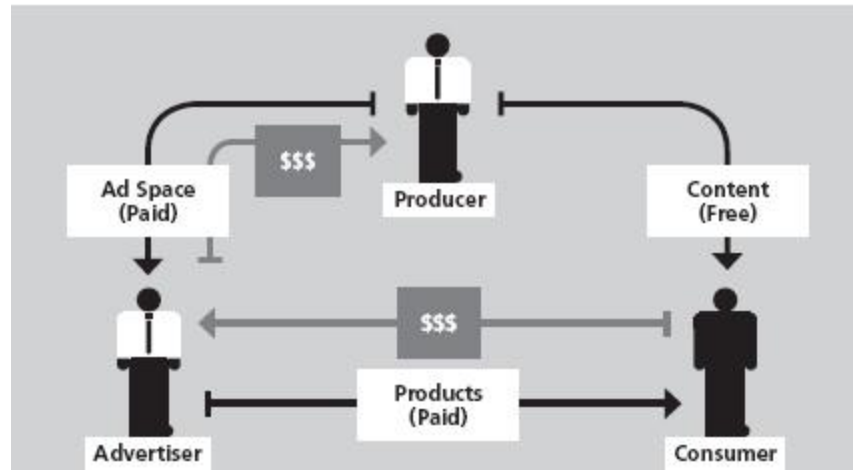 $$$
Producer
Ad Space
(Paid)
Content
(Free)
$$$
Products
(Paid)
Advertiser
Consumer